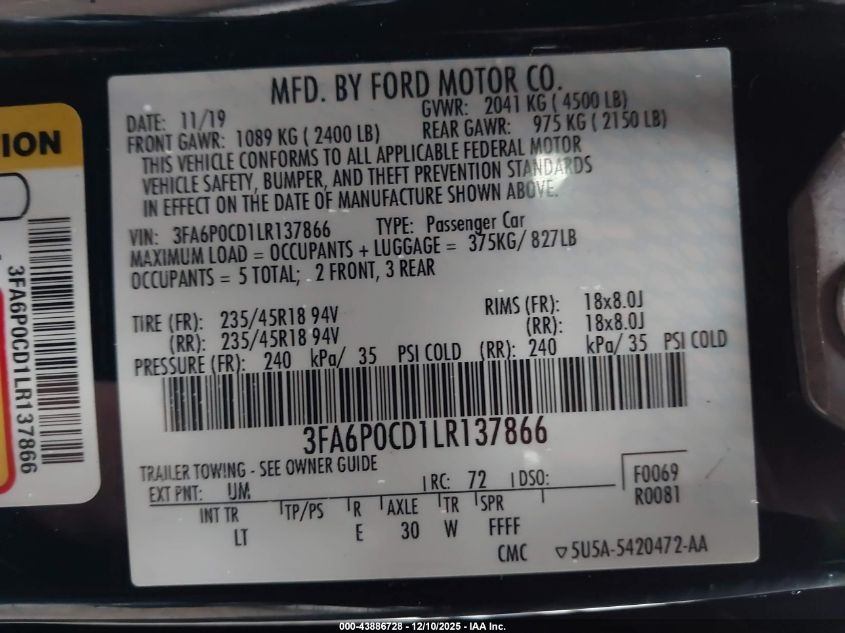 MFD. BY FORD MOTOR CO.
DATE: 11/19 GVWR: 2041 KG ( 4500 LB)
FRONT GAWR: 1089 KG ( 2400 LB) REAR GAWR: 975 KG ( 2150 LB)
THIS VEHICLE CONFORMS TO ALL APPLICABLE FEDERAL MOTOR
VEHICLE SAFETY, BUMPER, AND THEFT PREVENTION STANDARDS
IN EFFECT ON THE DATE OF MANUFACTURE SHOWN ABOVE.
VIN: 3FA6P0CD1LR137866 TYPE: Passenger Car
MAXIMUM LOAD = OCCUPANTS + LUGGAGE = 375KG/ 827LB
OCCUPANTS = 5 TOTAL; 2 FRONT, 3 REAR
TIRE (FR): 235/45R18 94V RIMS (FR): 18x8.0J
(RR): 235/45R18 94V (RR): 18x8.0J
PRESSURE (FR): 240 kPa/ 35 PSI COLD (RR): 240 kPa/ 35 PSI COLD
3FA6P0CD1LR137866
TRAILER TOWING - SEE OWNER GUIDE
EXT PNT: UM RC: 72 DSO: F0069
R0081
INT TR TP/PS R AXLE TR SPR
LT E 30 W FFFF
CMC ▽5U5A-5420472-AA
ION
3FA6P0CD1LR137866
000-43886728 - 12/10/2025 - IAA Inc.